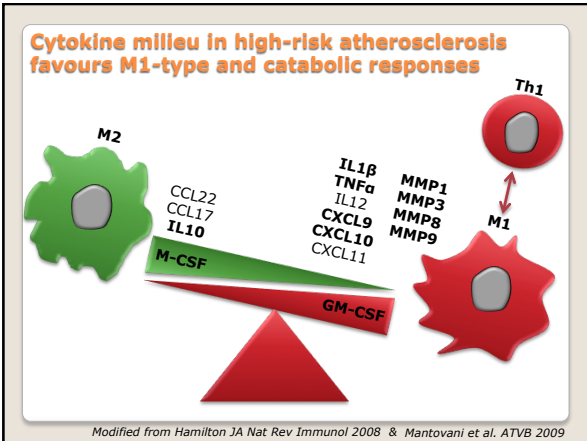 Cytokine milieu in high-risk atherosclerosis
favours M1-type and catabolic responses
Th1
M2
CCL22
CCL17
IL10
IL1β
TNFα
IL12
CXCL9
CXCL10
CXCL11
MMP1
MMP3
MMP8
MMP9
M1
M-CSF
GM-CSF
Modified from Hamilton JA Nat Rev Immunol 2008 & Mantovani et al. ATVB 2009